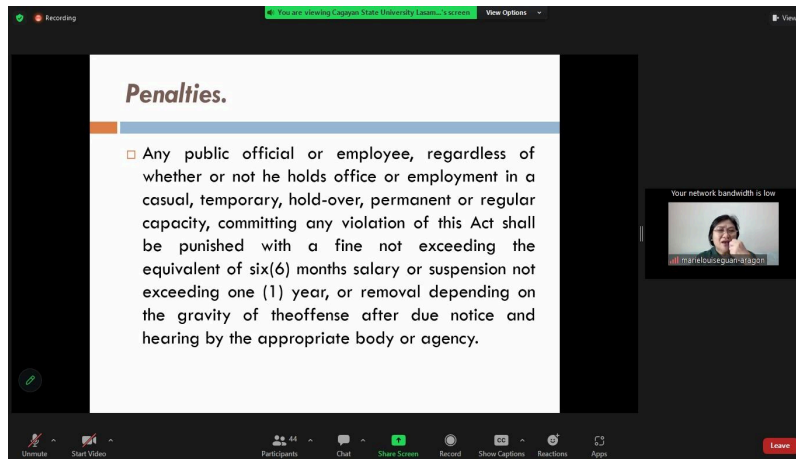 Recording
You are viewing Cagayan State University Lasam...'s screen
View Options
View
Penalties.
Any public official or employee, regardless of
whether or not he holds office or employment in a
casual, temporary, hold-over, permanent or regular
capacity, committing any violation of this Act shall
be punished with a fine not exceeding the
equivalent of six(6) months salary or suspension not
exceeding one (1) year, or removal depending on
the gravity of theoffense after due notice and
hearing by the appropriate body or agency.
Your network bandwidth is low
marielouiseguan-aragon
Unmute
Start Video
44
Participants
Chat
Share Screen
Record
CC
Show Captions
Reactions
Apps
Leave